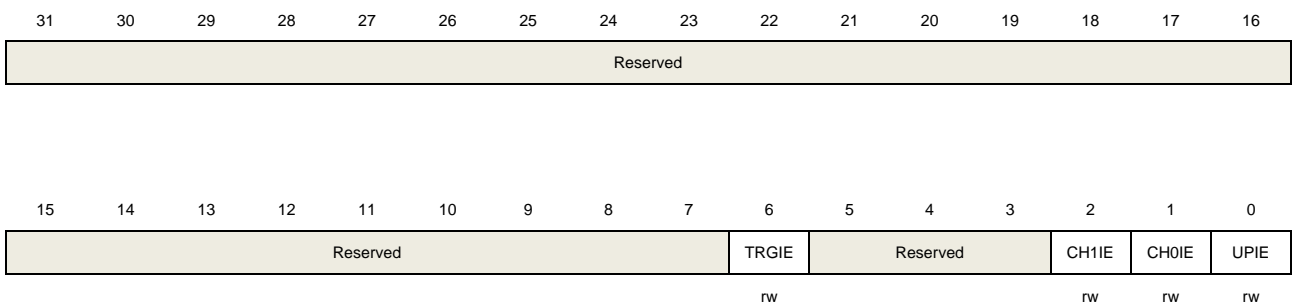 31 30 29 28 27 26 25 24 23 22 21 20 19 18 17 16
Reserved
15 14 13 12 11 10 9 8 7 6 5 4 3 2 1 0
Reserved TRGIE Reserved CH1IE CH0IE UPIE
rw rw rw rw